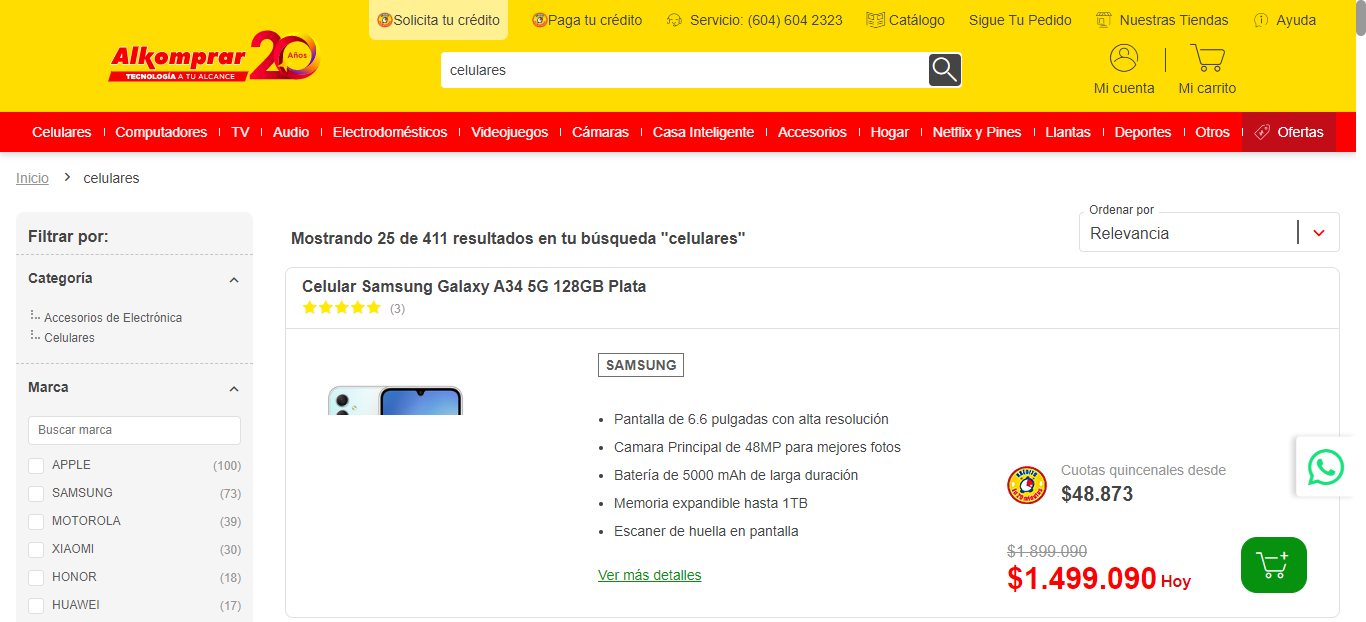 Solicita tu crédito
Paga tu crédito
Servicio: (604) 604 2323
Catálogo
Sigue Tu Pedido
Nuestras Tiendas
Ayuda
Alkomprar 20 Años
TECNOLOGÍA A TU ALCANCE
celulares
Mi cuenta
Mi carrito
Celulares
Computadores
TV
Audio
Electrodomésticos
Videojuegos
Cámaras
Casa Inteligente
Accesorios
Hogar
Netflix y Pines
Llantas
Deportes
Otros
Ofertas
Inicio > celulares
Filtrar por:
Categoría
Accesorios de Electrónica
Celulares
Marca
Buscar marca
APPLE (100)
SAMSUNG (73)
MOTOROLA (39)
XIAOMI (30)
HONOR (18)
HUAWEI (17)
Mostrando 25 de 411 resultados en tu búsqueda "celulares"
Ordenar por
Relevancia
Celular Samsung Galaxy A34 5G 128GB Plata
(3)
SAMSUNG
• Pantalla de 6.6 pulgadas con alta resolución
• Camara Principal de 48MP para mejores fotos
• Batería de 5000 mAh de larga duración
• Memoria expandible hasta 1TB
• Escaner de huella en pantalla
Ver más detalles
Cuotas quincenales desde
$48.873
$1.899.090
$1.499.090 Hoy